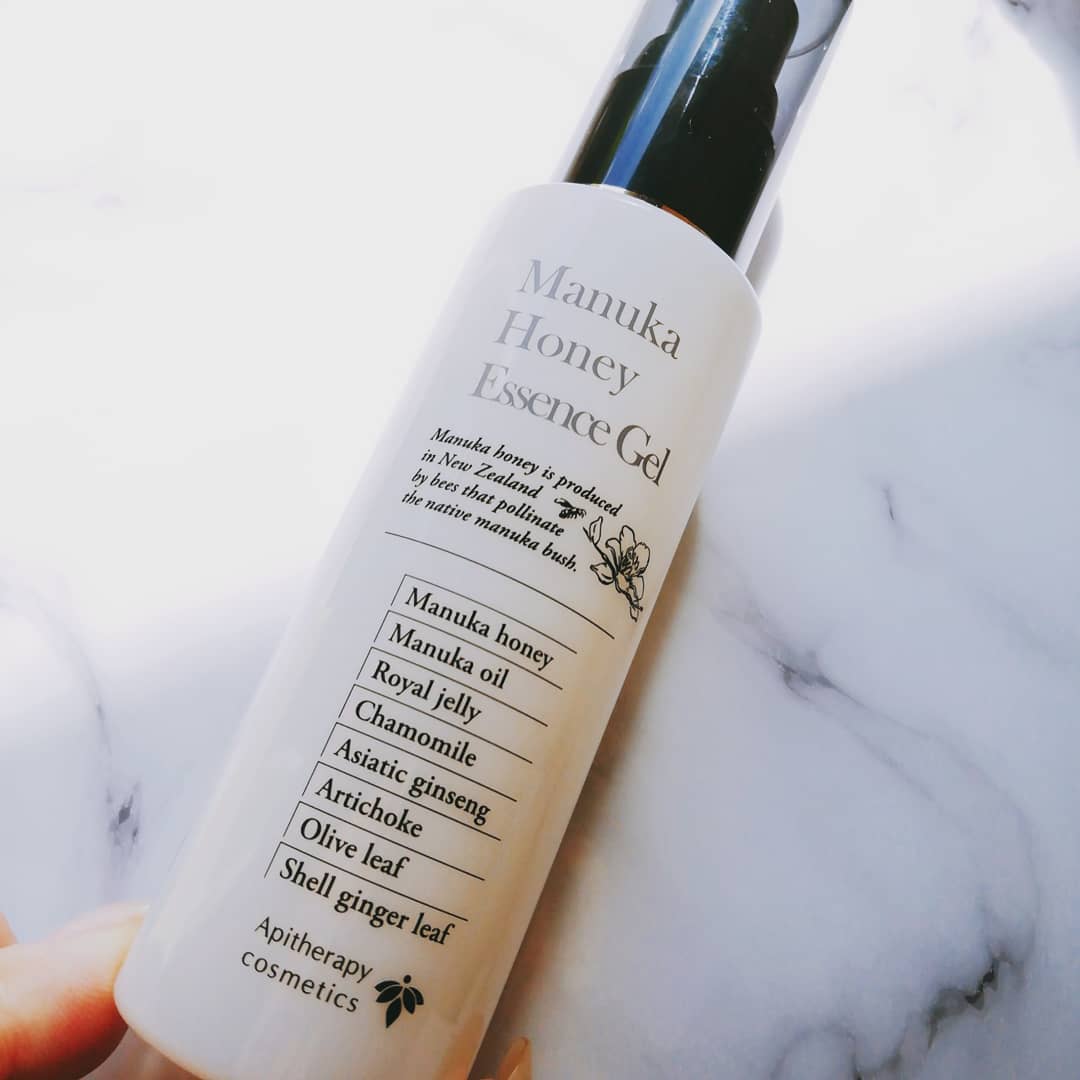 Manuka
Honey
Essence Gel
Manuka honey is produced
in New Zealand
by bees that pollinate
the native manuka bush.
Manuka honey
Manuka oil
Royal jelly
Chamomile
Asiatic ginseng
Artichoke
Olive leaf
Shell ginger leaf
Apitherapy
cosmetics